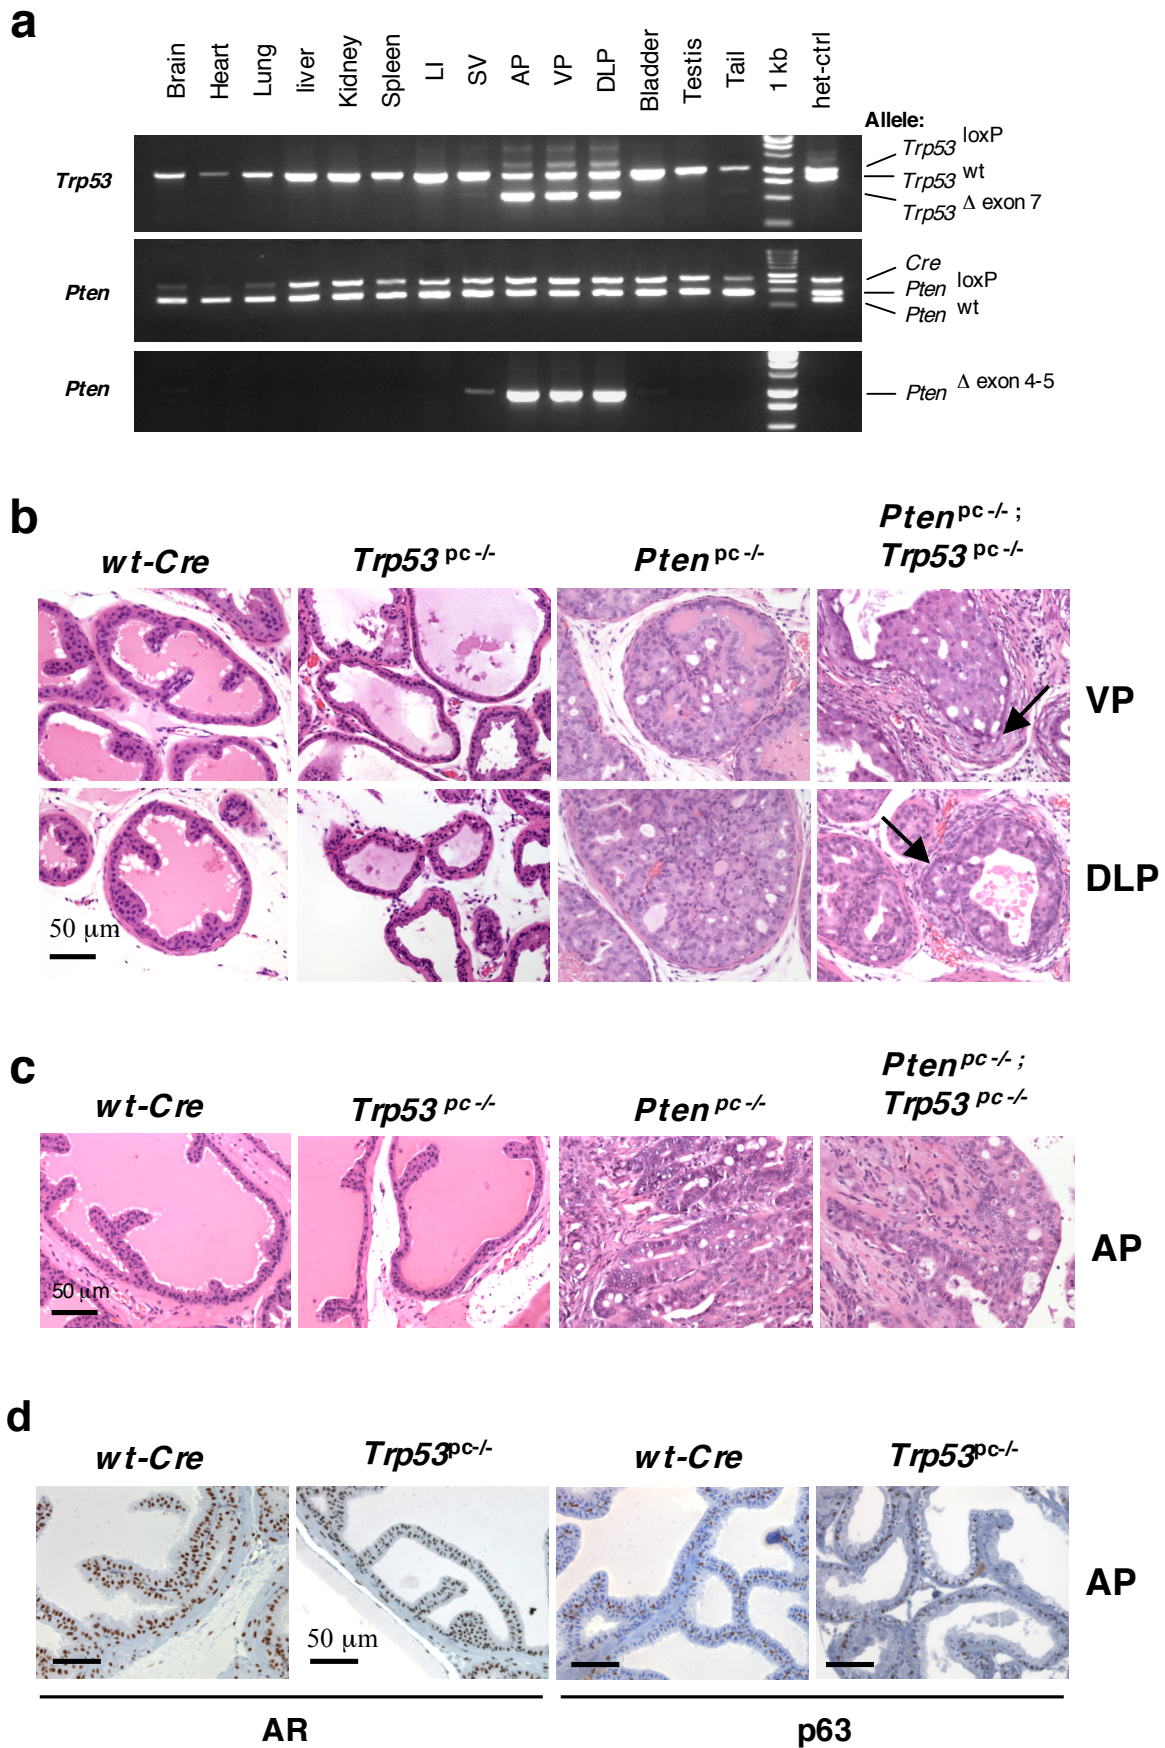 a
Brain Heart Lung liver Kidney Spleen LI SV AP VP DLP Bladder Testis Tail 1 kb het-ctrl
Allele:
Trp53
Trp53 loxP
Trp53 wt
Trp53 Δ exon 7
Pten
Cre
Pten loxP
Pten wt
Pten
Pten Δ exon 4-5
b
wt-Cre Trp53 pc-/- Pten pc-/- Pten pc-/- ;
Trp53 pc-/-
VP
DLP
50 µm
c
wt-Cre Trp53 pc-/- Pten pc-/- Pten pc-/- ;
Trp53 pc-/-
AP
50 µm
d
wt-Cre Trp53pc-/- wt-Cre Trp53pc-/-
AP
50 µm
AR p63